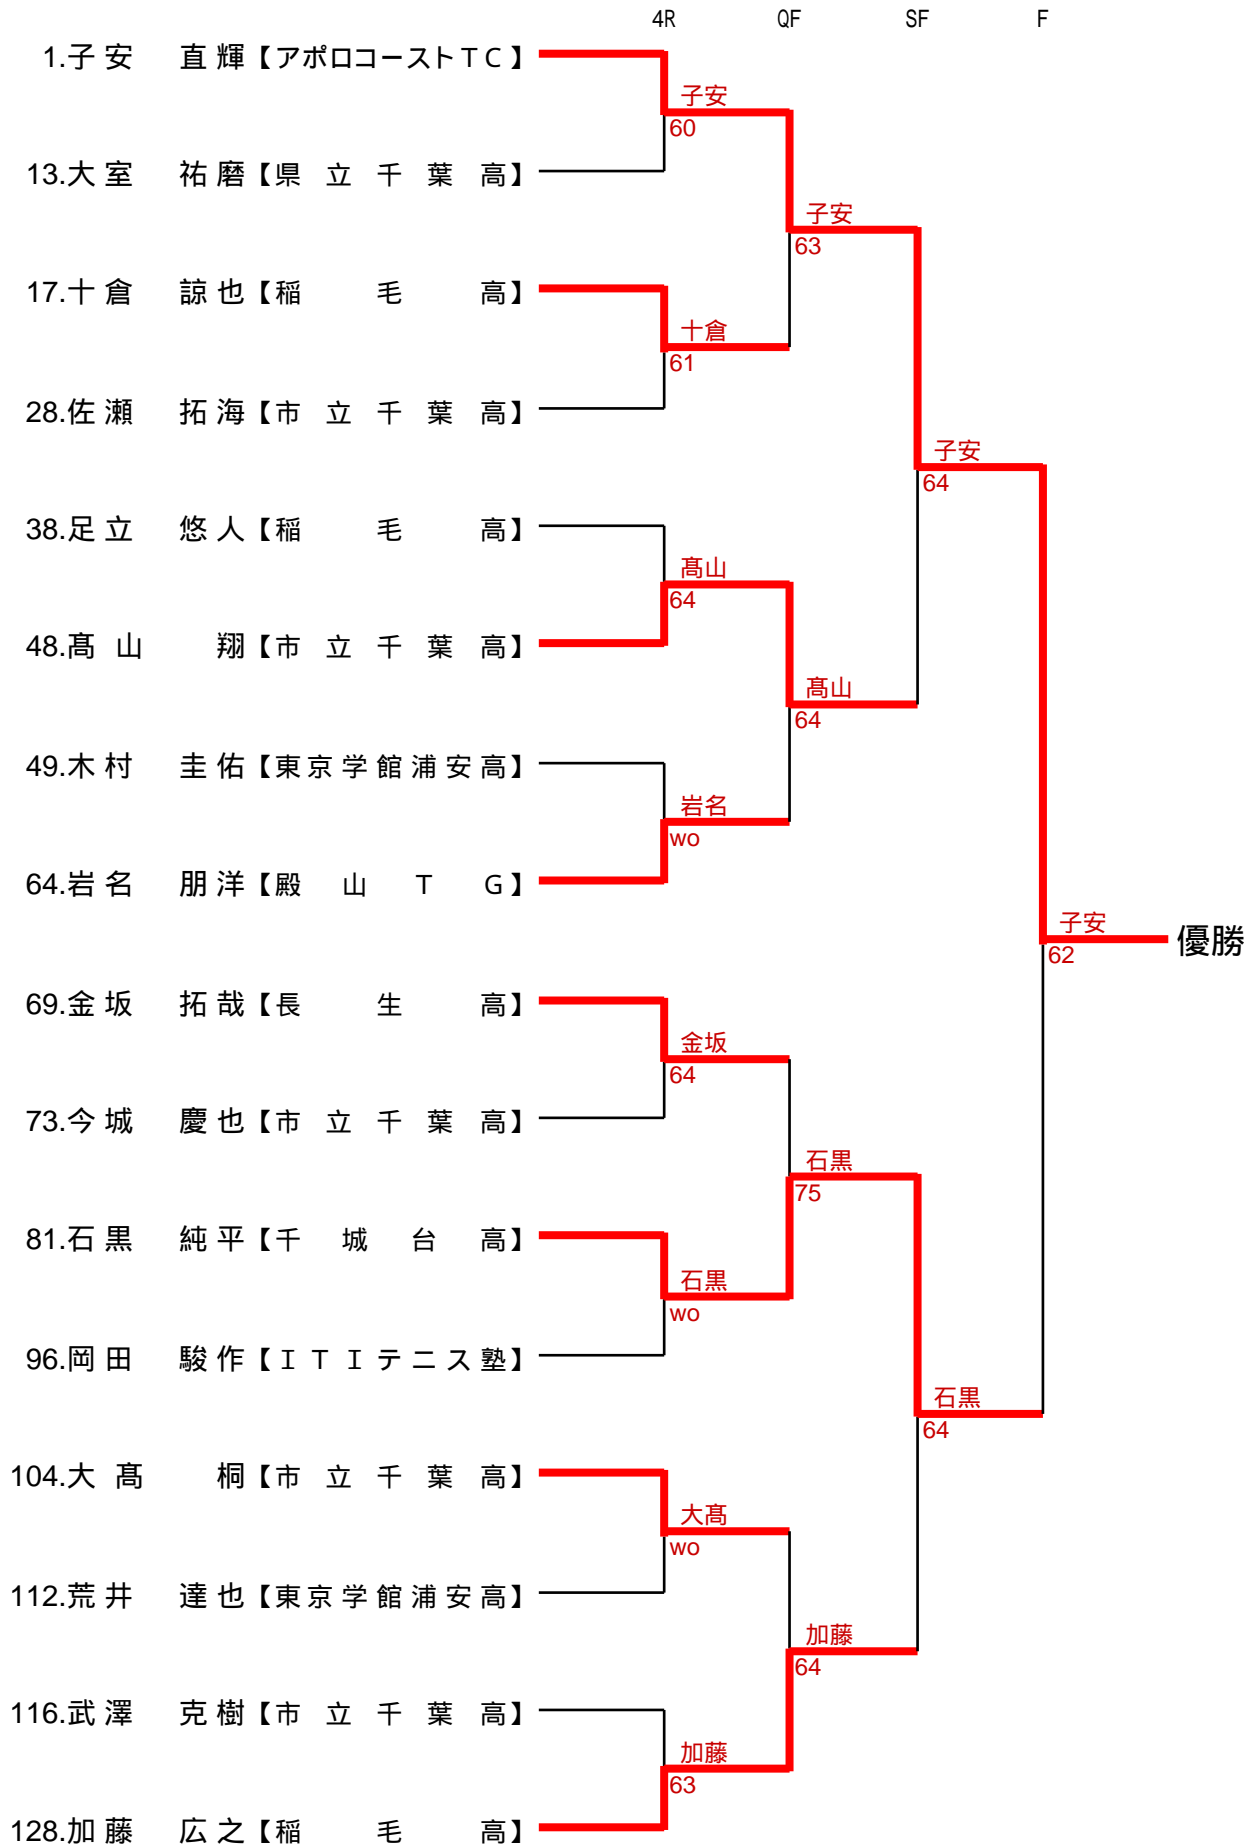 4R QF SF F
1.子安 直輝【アポロコーストTC】
子安
60
13.大室 祐磨【県立千葉高】
子安
63
17.十倉 諒也【稲毛高】
十倉
61
28.佐瀬 拓海【市立千葉高】
子安
64
38.足立 悠人【稲毛高】
髙山
64
48.髙山 翔【市立千葉高】
髙山
64
49.木村 圭佑【東京学館浦安高】
岩名
wo
64.岩名 朋洋【殿山TG】
子安
62
優勝
69.金坂 拓哉【長生高】
金坂
64
73.今城 慶也【市立千葉高】
石黒
75
81.石黒 純平【千城台高】
石黒
wo
96.岡田 駿作【ITIテニス塾】
石黒
64
104.大髙 桐【市立千葉高】
大髙
wo
112.荒井 達也【東京学館浦安高】
加藤
64
116.武澤 克樹【市立千葉高】
加藤
63
128.加藤 広之【稲毛高】